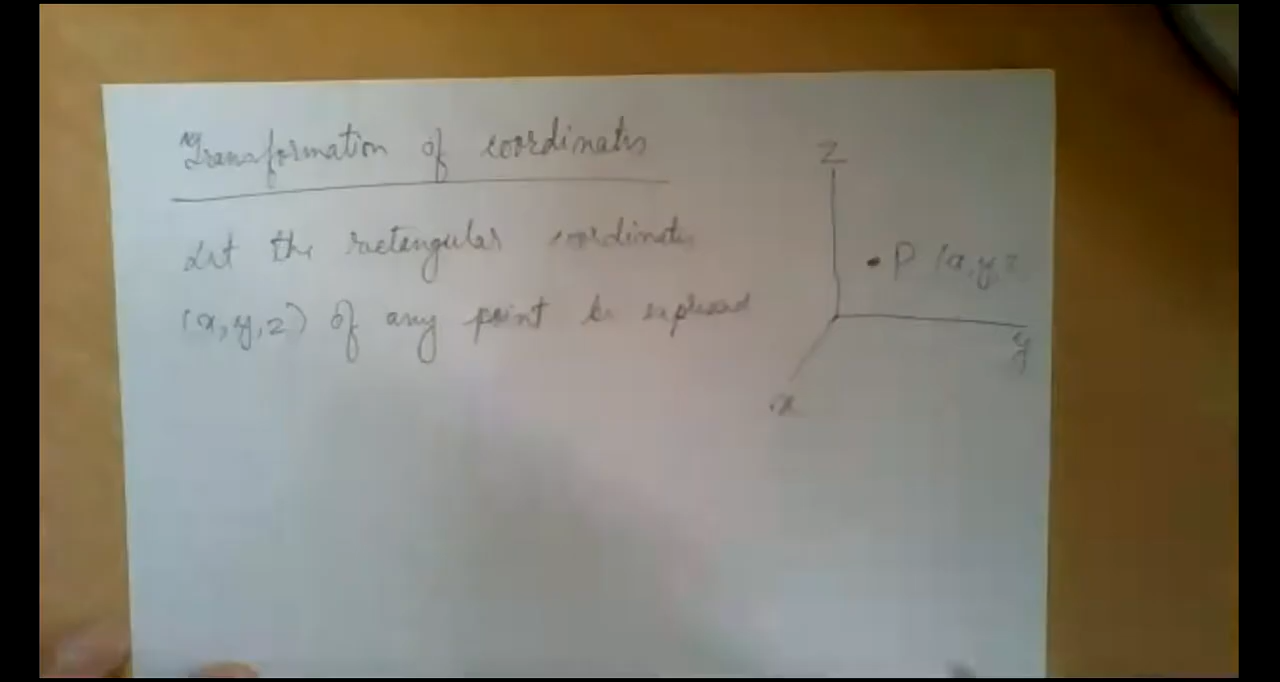 Transformation of coordinates
Let the rectangular coordinates
(x, y, z) of any point be expressed
Z
P (x, y, z
y
x